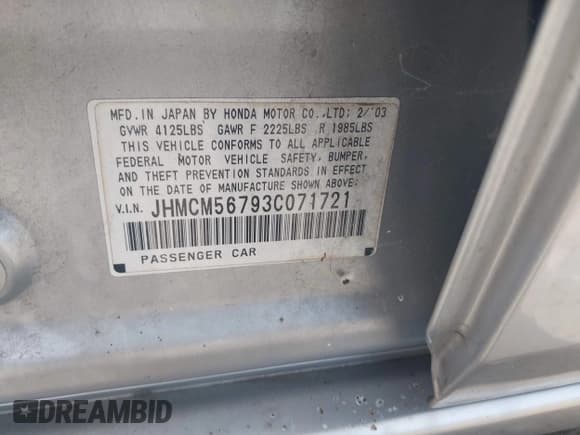 MFD.IN JAPAN BY HONDA MOTOR CO.,LTD; 2/'03
GVWR 4125LBS GAWR F 2225LBS R 1985LBS
THIS VEHICLE CONFORMS TO ALL APPLICABLE
FEDERAL MOTOR VEHICLE SAFETY, BUMPER,
AND THEFT PREVENTION STANDARDS IN EFFECT
ON THE DATE OF MANUFACTURE SHOWN ABOVE:
V.I.N. JHMCM56793C071721
PASSENGER CAR
DREAMBID